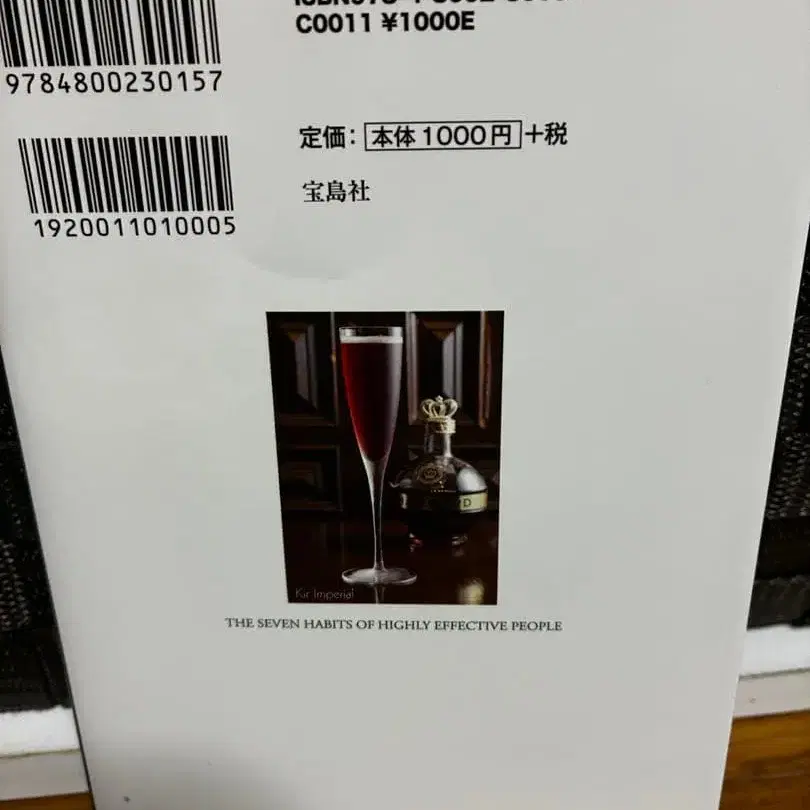 C0011 ¥1000E
9784800230157
定価：本体1000円＋税
宝島社
1920011010005
Kir Imperial
THE SEVEN HABITS OF HIGHLY EFFECTIVE PEOPLE